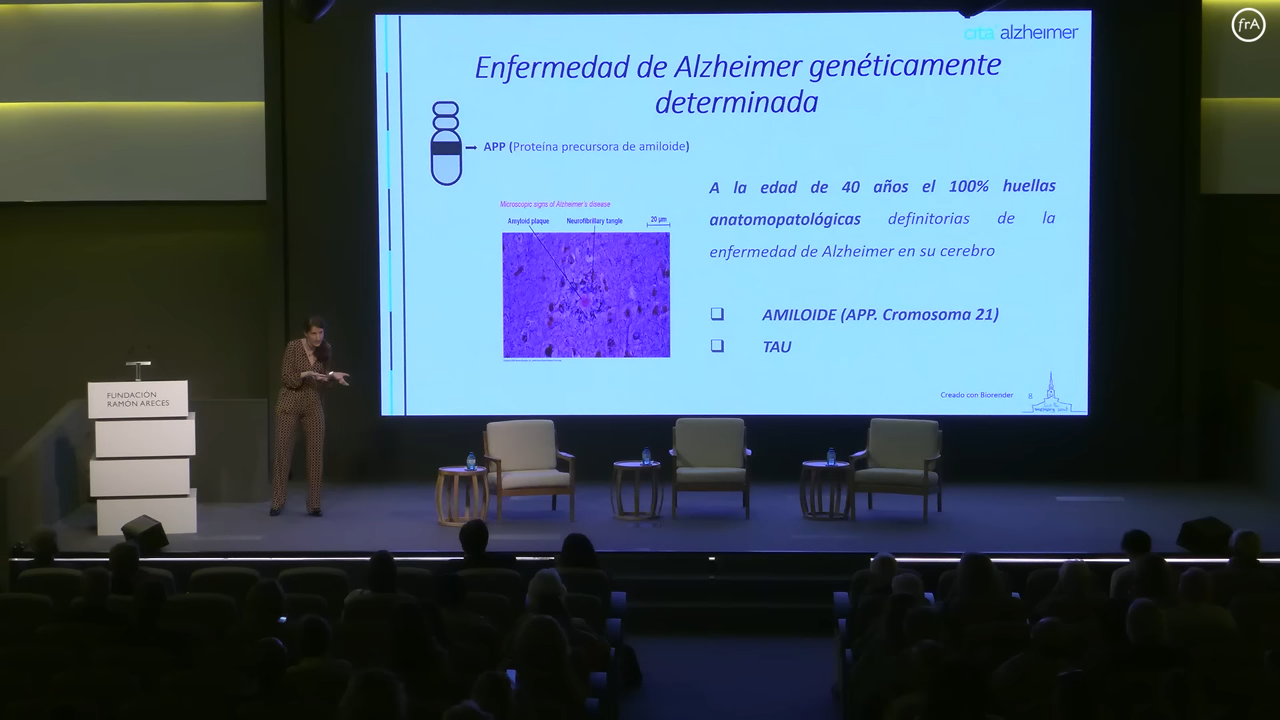 frA
cita alzheimer
Enfermedad de Alzheimer genéticamente
determinada
APP (Proteína precursora de amiloide)
A la edad de 40 años el 100% huellas
anatomopatológicas definitorias de la
enfermedad de Alzheimer en su cerebro
Microscopic signs of Alzheimer's disease
Amyloid plaque Neurofibrillary tangle 20 µm
AMILOIDE (APP. Cromosoma 21)
TAU
Creado con Biorender 8
FUNDACIÓN
RAMÓN ARECES